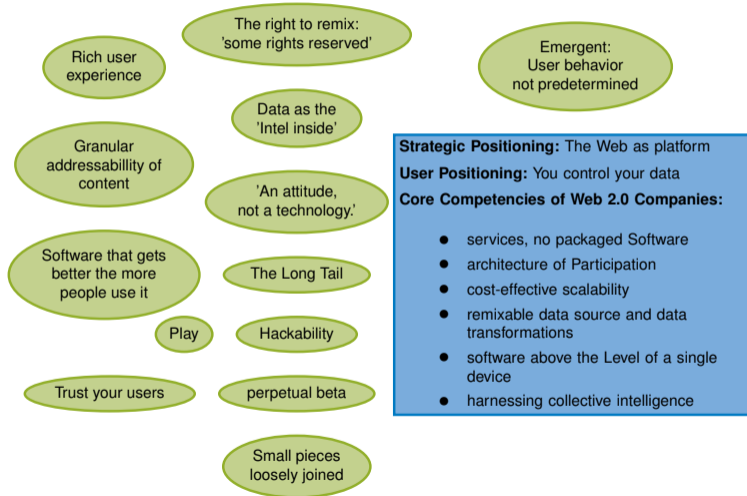 The right to remix:
'some rights reserved'
Rich user
experience
Emergent:
User behavior
not predetermined
Data as the
'Intel inside'
Granular
addressabillity of
content
'An attitude,
not a technology.'
Software that gets
better the more
people use it
The Long Tail
Play
Hackability
Trust your users
perpetual beta
Small pieces
loosely joined
Strategic Positioning: The Web as platform
User Positioning: You control your data
Core Competencies of Web 2.0 Companies:
● services, no packaged Software
● architecture of Participation
● cost-effective scalability
● remixable data source and data
transformations
● software above the Level of a single
device
● harnessing collective intelligence